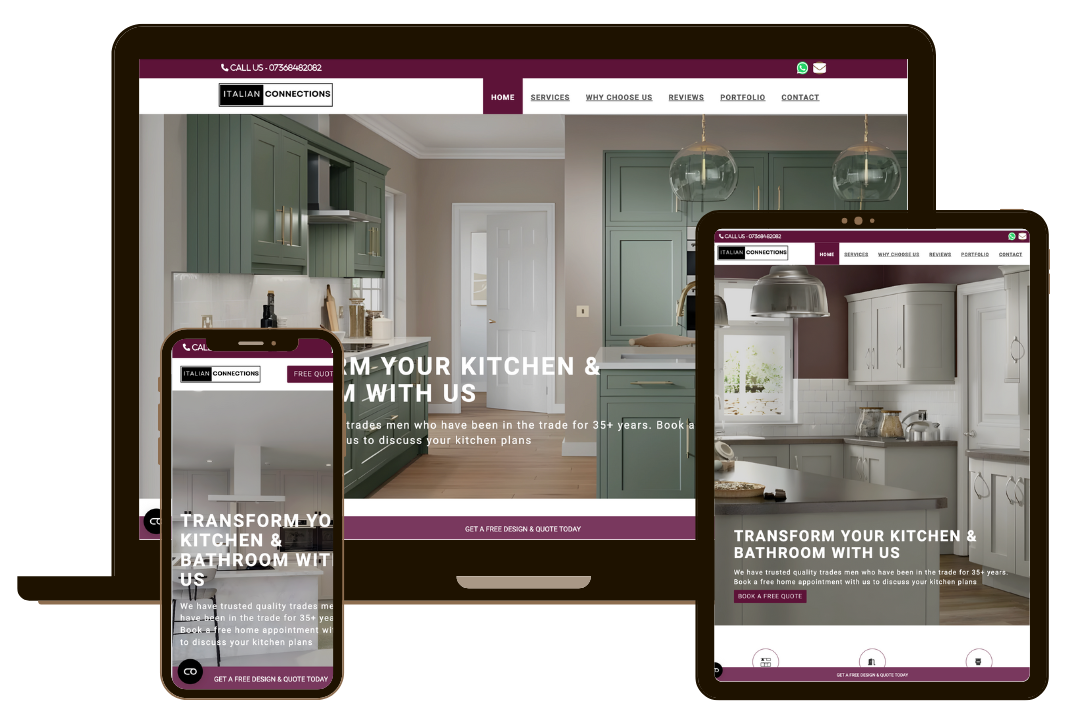 CALL US - 07368482082
ITALIAN CONNECTIONS
HOME SERVICES WHY CHOOSE US REVIEWS PORTFOLIO CONTACT
RM YOUR KITCHEN &
M WITH US
trades men who have been in the trade for 35+ years. Book a
us to discuss your kitchen plans
GET A FREE DESIGN & QUOTE TODAY
CALL
ITALIAN CONNECTIONS
FREE QUOT
TRANSFORM YO
KITCHEN &
BATHROOM WIT
US
We have trusted quality trades me
have been in the trade for 35+ yea
Book a free home appointment wi
to discuss your kitchen plans
GET A FREE DESIGN & QUOTE TODAY
CALL US - 07368482082
ITALIAN CONNECTIONS
HOME SERVICES WHY CHOOSE US REVIEWS PORTFOLIO CONTACT
TRANSFORM YOUR KITCHEN &
BATHROOM WITH US
We have trusted quality trades men who have been in the trade for 35+ years.
Book a free home appointment with us to discuss your kitchen plans
BOOK A FREE QUOTE
GET A FREE DESIGN & QUOTE TODAY